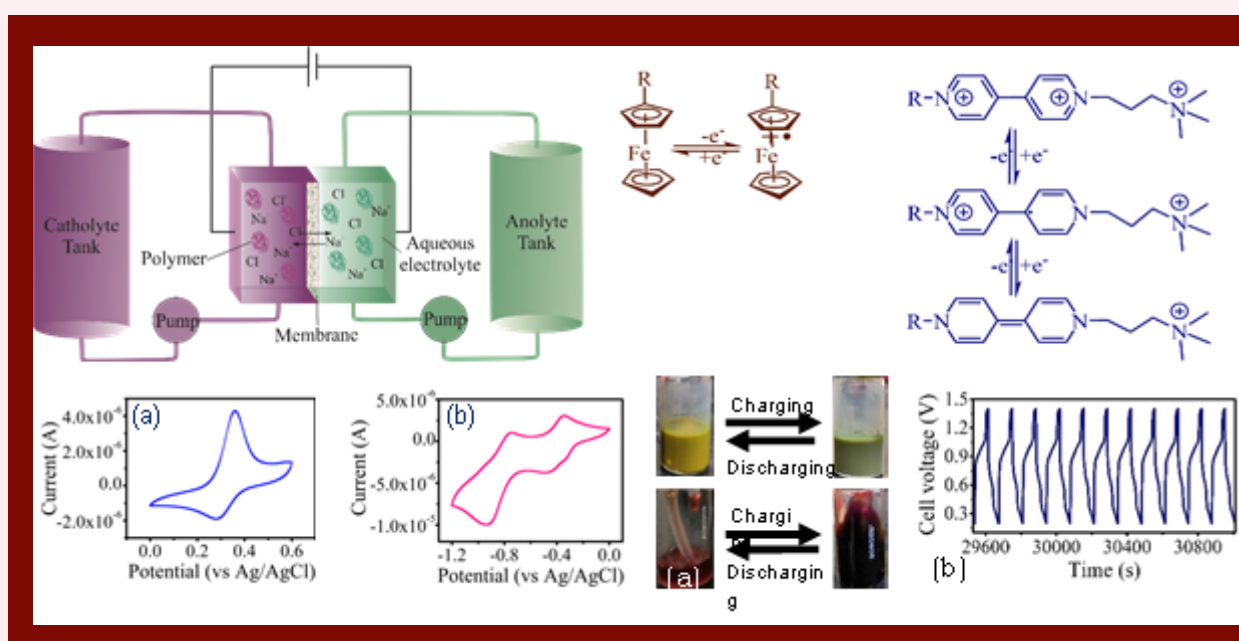 Catholyte
Tank
Polymer
Pump
Membrane
Na
Cl
Cl
Na⁺
Cl
Na⁺
Cl
Na⁺
Cl
Na⁺
Cl
Aqueous
electrolyte
Pump
Anolyte
Tank
R
Fe
-e⁻
+e⁻
R
Fe
R-N
N
N
-e
+e⁻
R-N
N
N
-e
+e⁻
R-N
N
N
(a)
4.0x10⁻⁶
2.0x10⁻⁶
0.0
-2.0x10⁻⁶
Current (A)
0.0 0.2 0.4 0.6
Potential (vs Ag/AgCl)
(b)
5.0x10⁻⁶
0.0
-5.0x10⁻⁶
-1.0x10⁻⁵
Current (A)
-1.2 -0.8 -0.4 0.0
Potential (vs Ag/AgCl)
Charging
Discharging
Chargi
Dischargin
g
(a)
1.5
1.2
0.9
0.6
0.3
Cell voltage (V)
29600 30000 30400 30800
Time (s)
(b)